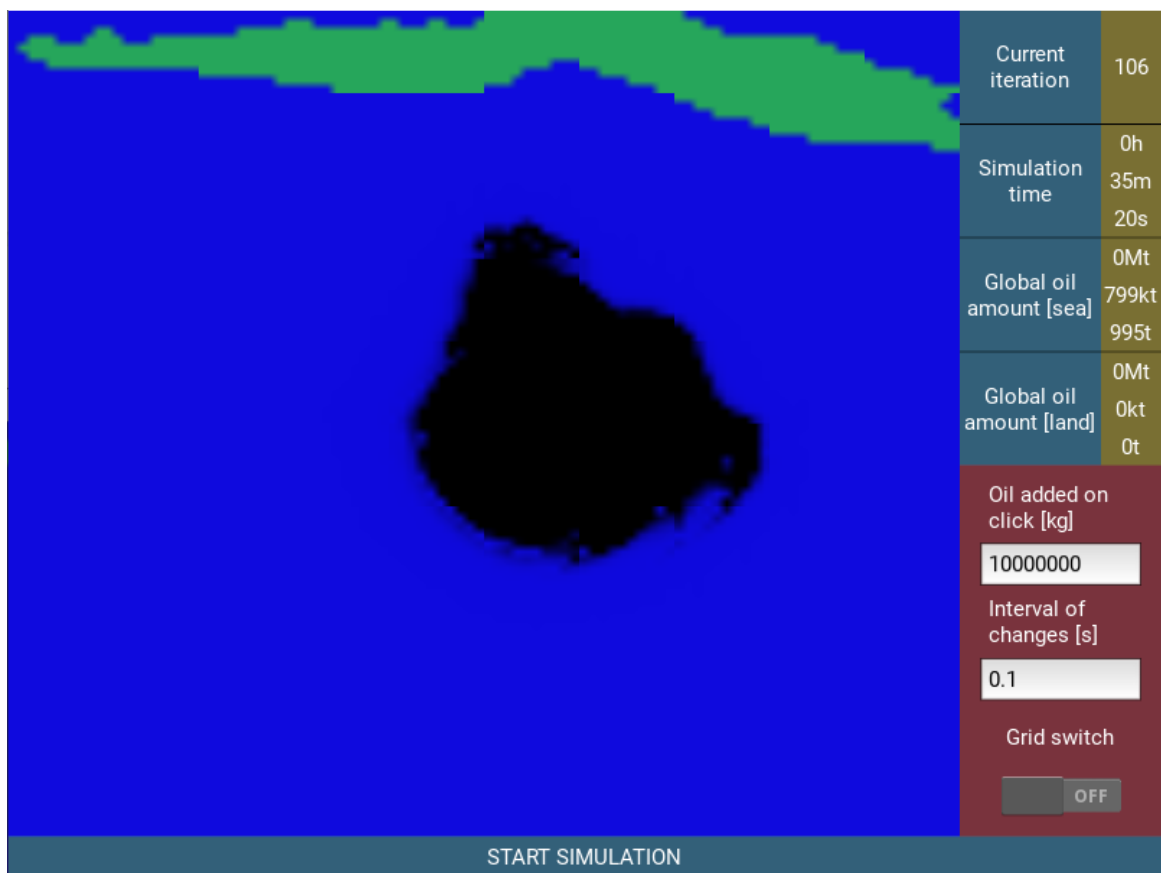 Current
iteration
106
Simulation
time
0h
35m
20s
Global oil
amount [sea]
0Mt
799kt
995t
Global oil
amount [land]
0Mt
0kt
0t
Oil added on
click [kg]
10000000
Interval of
changes [s]
0.1
Grid switch
OFF
START SIMULATION